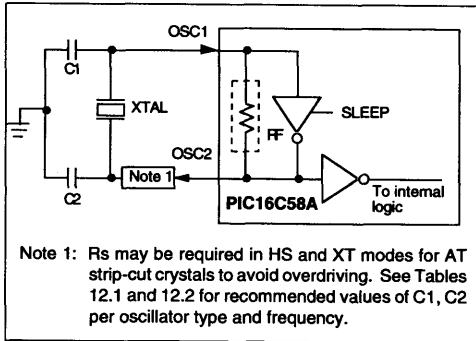 OSC1
C1
XTAL
SLEEP
RF
OSC2
Note 1
C2
PIC16C58A
To internal
logic
Note 1: Rs may be required in HS and XT modes for AT
strip-cut crystals to avoid overdriving. See Tables
12.1 and 12.2 for recommended values of C1, C2
per oscillator type and frequency.